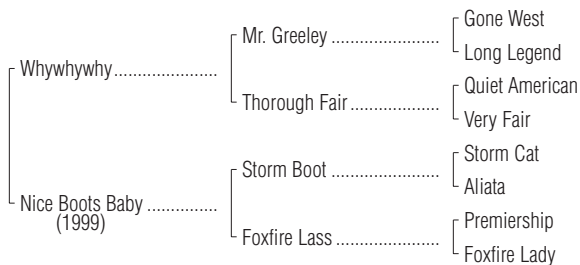 Gone West
Mr. Greeley ........................
Long Legend
Whywhywhy.......................
Quiet American
Thorough Fair ....................
Very Fair
Storm Cat
Storm Boot ........................
Aliata
Nice Boots Baby ...............
(1999)
Premiership
Foxfire Lass .......................
Foxfire Lady